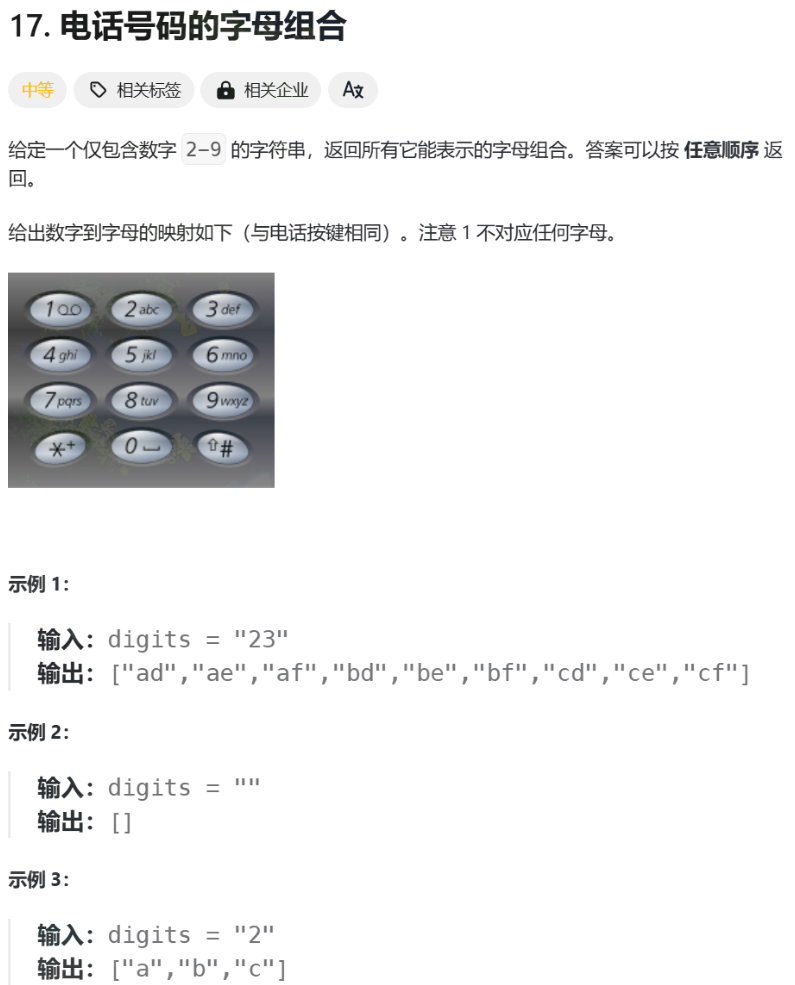 17. 电话号码的字母组合
中等 相关标签 相关企业 A文
给定一个仅包含数字 2-9 的字符串，返回所有它能表示的字母组合。答案可以按 任意顺序 返
回。
给出数字到字母的映射如下（与电话按键相同）。注意 1 不对应任何字母。
1 2 abc 3 def
4 ghi 5 jkl 6 mno
7 pqrs 8 tuv 9 wxyz
*+ 0 #
示例 1：
输入：digits = "23"
输出：["ad","ae","af","bd","be","bf","cd","ce","cf"]
示例 2：
输入：digits = ""
输出：[]
示例 3：
输入：digits = "2"
输出：["a","b","c"]